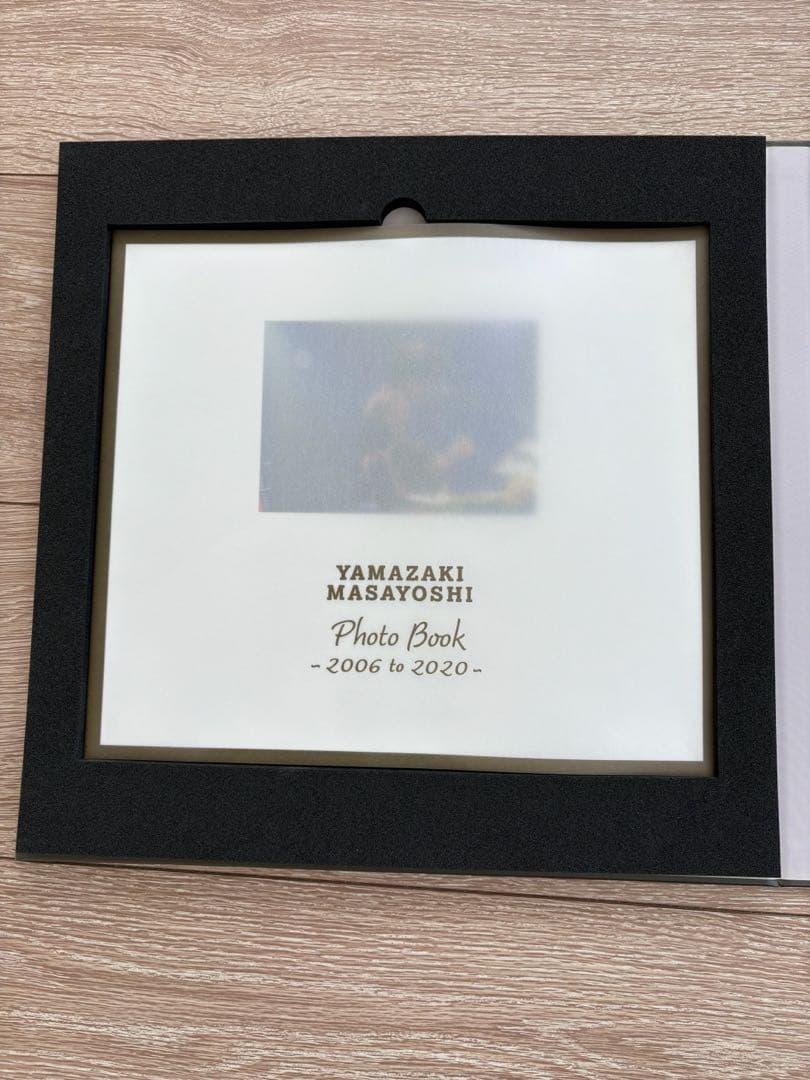 YAMAZAKI
MASAYOSHI
Photo Book
~2006 to 2020~